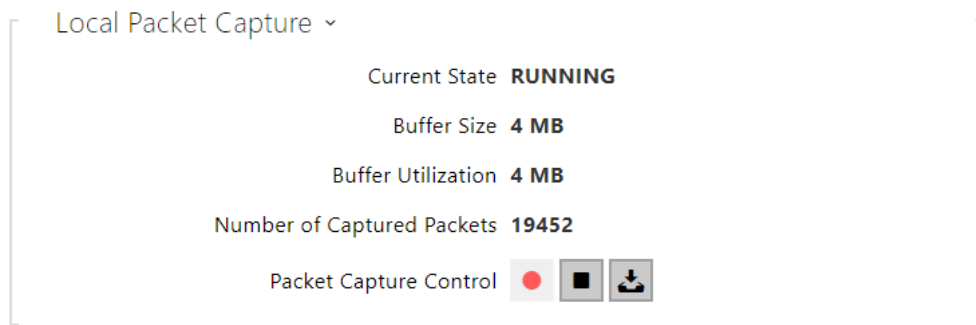 Local Packet Capture
Current State RUNNING
Buffer Size 4 MB
Buffer Utilization 4 MB
Number of Captured Packets 19452
Packet Capture Control